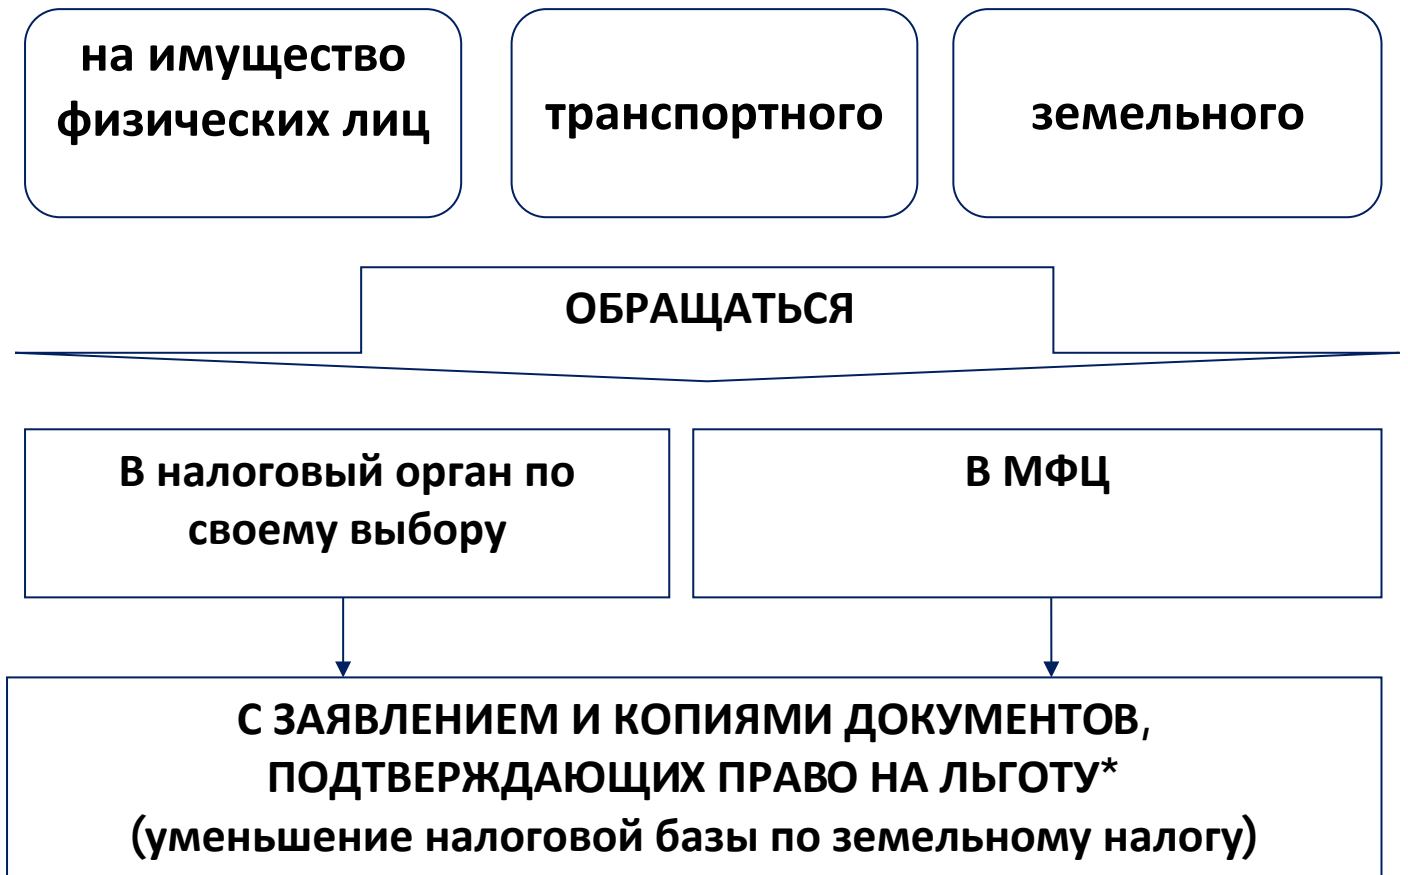 на имущество
физических лиц
транспортного
земельного
ОБРАЩАТЬСЯ
В налоговый орган по
своему выбору
В МФЦ
С ЗАЯВЛЕНИЕМ И КОПИЯМИ ДОКУМЕНТОВ,
ПОДТВЕРЖДАЮЩИХ ПРАВО НА ЛЬГОТУ*
(уменьшение налоговой базы по земельному налогу)